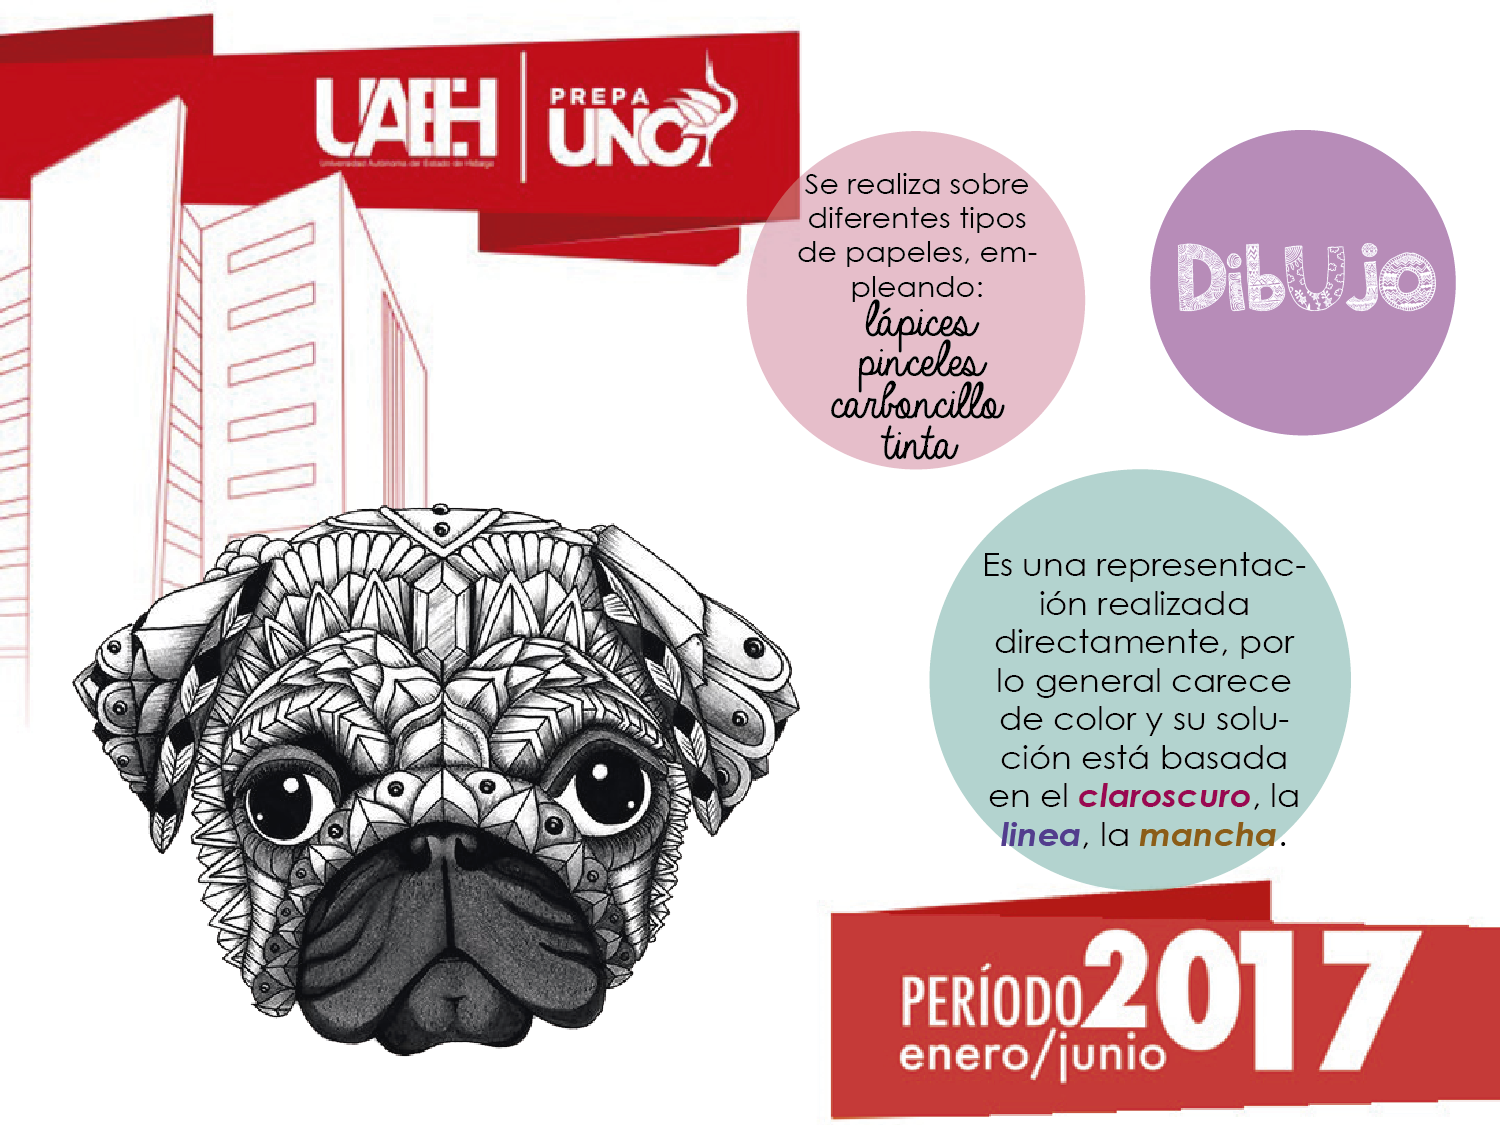 UAEH
Universidad Autónoma del Estado de Hidalgo
PREPA
UNO
Se realiza sobre
diferentes tipos
de papeles, em-
pleando:
lápices
pinceles
carboncillo
tinta
DibUjo
Es una representac-
ión realizada
directamente, por
lo general carece
de color y su solu-
ción está basada
en el claroscuro, la
linea, la mancha.
PERÍODO 2017
enero/junio